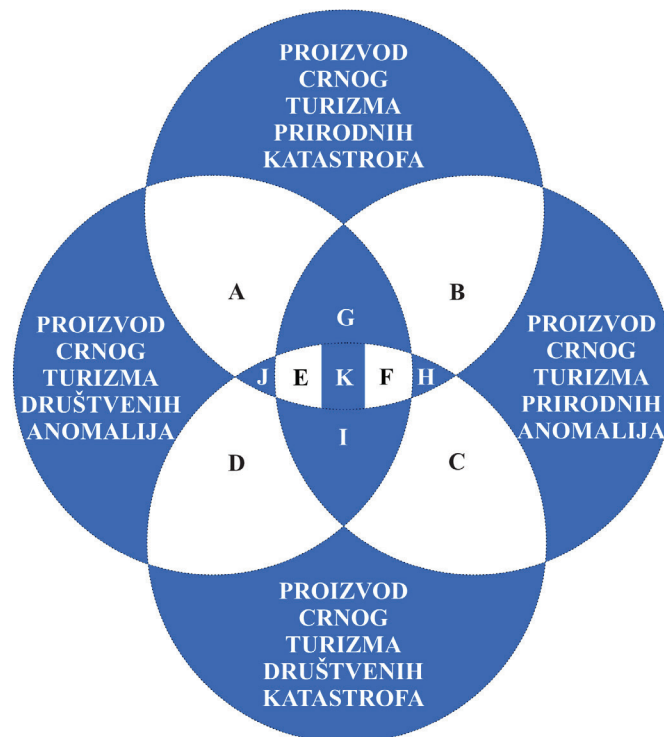 PROIZVOD
CRNOG
TURIZMA
PRIRODNIH
KATASTROFA
A
B
G
PROIZVOD
CRNOG
TURIZMA
DRUŠTVENIH
ANOMALIJA
J
E
K
F
H
PROIZVOD
CRNOG
TURIZMA
PRIRODNIH
ANOMALIJA
I
D
C
PROIZVOD
CRNOG
TURIZMA
DRUŠTVENIH
KATASTROFA